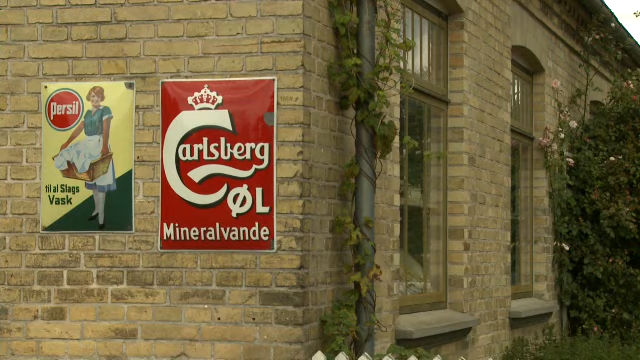 Persil
til al Slags
Vask
Carlsberg
ØL
Mineralvande